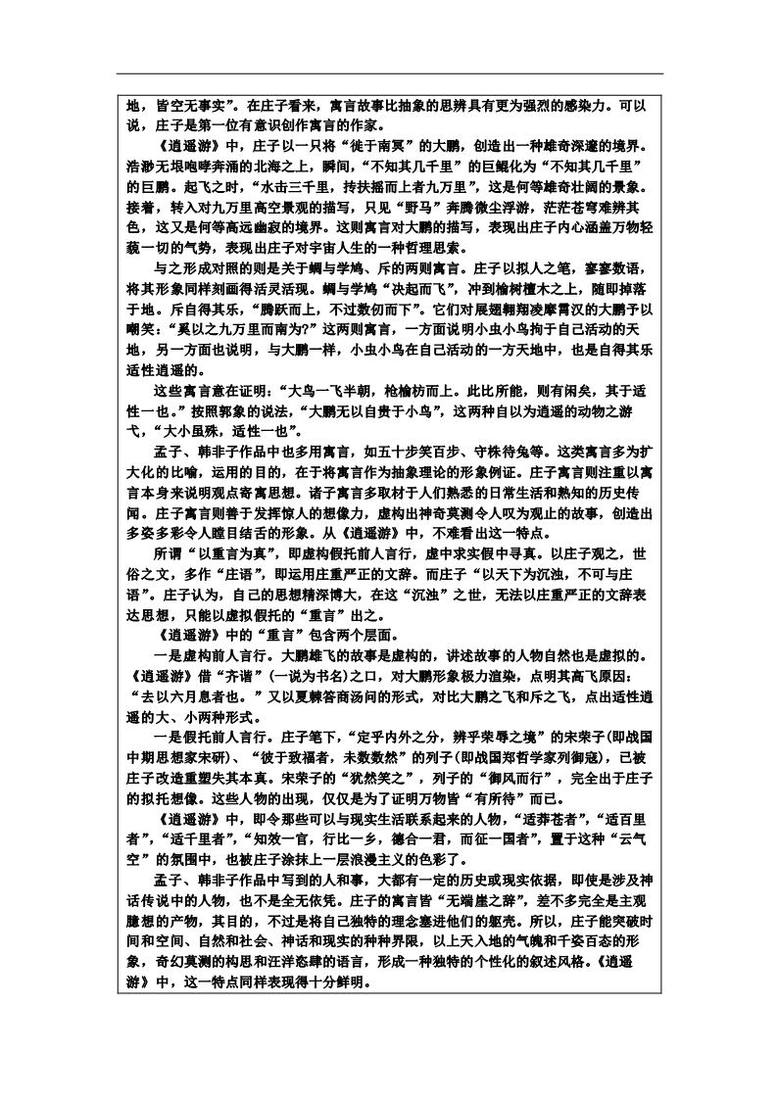 地，皆空无事实”。在庄子看来，寓言故事比抽象的思辨具有更为强烈的感染力。可以
说，庄子是第一位有意识创作寓言的作家。
《逍遥游》中，庄子以一只将“徙于南冥”的大鹏，创造出一种雄奇深邃的境界。
浩渺无垠咆哮奔涌的北海之上，瞬间，“不知其几千里”的巨鲲化为“不知其几千里”
的巨鹏。起飞之时，“水击三千里，抟扶摇而上者九万里”，这是何等雄奇壮阔的景象。
接着，转入对九万里高空景观的描写，只见“野马”奔腾微尘浮游，茫茫苍穹难辨其
色，这又是何等高远幽寂的境界。这则寓言对大鹏的描写，表现出庄子内心涵盖万物轻
藐一切的气势，表现出庄子对宇宙人生的一种哲理思索。
与之形成对照的则是关于蜩与学鸠、斥的两则寓言。庄子以拟人之笔，寥寥数语，
将其形象同样刻画得活灵活现。蜩与学鸠“决起而飞”，冲到榆树檀木之上，随即掉落
于地。斥自得其乐，“腾跃而上，不过数仞而下”。它们对展翅翱翔凌摩霄汉的大鹏予以
嘲笑：“奚以之九万里而南为?”这两则寓言，一方面说明小虫小鸟拘于自己活动的天
地，另一方面也说明，与大鹏一样，小虫小鸟在自己活动的一方天地中，也是自得其乐
适性逍遥的。
这些寓言意在证明：“大鸟一飞半朝，枪榆枋而上。此比所能，则有闲矣，其于适
性一也。”按照郭象的说法，“大鹏无以自贵于小鸟”，这两种自以为逍遥的动物之游
弋，“大小虽殊，适性一也”。
孟子、韩非子作品中也多用寓言，如五十步笑百步、守株待兔等。这类寓言多为扩
大化的比喻，运用的目的，在于将寓言作为抽象理论的形象例证。庄子寓言则注重以寓
言本身来说明观点寄寓思想。诸子寓言多取材于人们熟悉的日常生活和熟知的历史传
闻。庄子寓言则善于发挥惊人的想像力，虚构出神奇莫测令人叹为观止的故事，创造出
多姿多彩令人瞠目结舌的形象。从《逍遥游》中，不难看出这一特点。
所谓“以重言为真”，即虚构假托前人言行，虚中求实假中寻真。以庄子观之，世
俗之文，多作“庄语”，即运用庄重严正的文辞。而庄子“以天下为沉浊，不可与庄
语”。庄子认为，自己的思想精深博大，在这“沉浊”之世，无法以庄重严正的文辞表
达思想，只能以虚拟假托的“重言”出之。
《逍遥游》中的“重言”包含两个层面。
一是虚构前人言行。大鹏雄飞的故事是虚构的，讲述故事的人物自然也是虚拟的。
《逍遥游》借“齐谐”(一说为书名)之口，对大鹏形象极力渲染，点明其高飞原因：
“去以六月息者也。”又以夏棘答商汤问的形式，对比大鹏之飞和斥之飞，点出适性逍
遥的大、小两种形式。
一是假托前人言行。庄子笔下，“定乎内外之分，辨乎荣辱之境”的宋荣子(即战国
中期思想家宋研)、“彼于致福者，未数数然”的列子(即战国郑哲学家列御寇)，已被
庄子改造重塑失其本真。宋荣子的“犹然笑之”，列子的“御风而行”，完全出于庄子
的拟托想像。这些人物的出现，仅仅是为了证明万物皆“有所待”而已。
《逍遥游》中，即令那些可以与现实生活联系起来的人物，“适莽苍者”，“适百里
者”，“适千里者”，“知效一官，行比一乡，德合一君，而征一国者”，置于这种“云气
空”的氛围中，也被庄子涂抹上一层浪漫主义的色彩了。
孟子、韩非子作品中写到的人和事，大都有一定的历史或现实依据，即使是涉及神
话传说中的人物，也不是全无依凭。庄子的寓言皆“无端崖之辞”，差不多完全是主观
臆想的产物，其目的，不过是将自己独特的理念塞进他们的躯壳。所以，庄子能突破时
间和空间、自然和社会、神话和现实的种种界限，以上天入地的气魄和千姿百态的形
象，奇幻莫测的构思和汪洋恣肆的语言，形成一种独特的个性化的叙述风格。《逍遥
游》中，这一特点同样表现得十分鲜明。